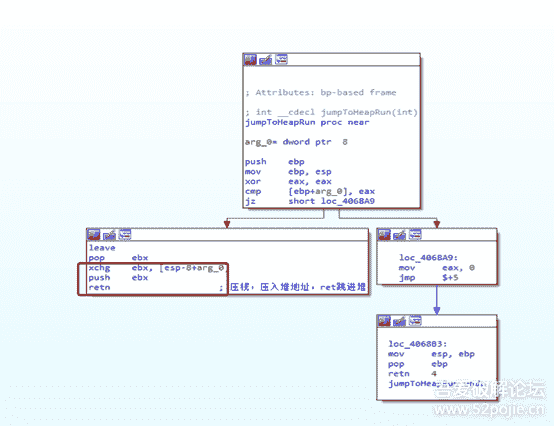 ; Attributes: bp-based frame
; int __cdecl jumpToHeapRun(int)
jumpToHeapRun proc near
arg_0= dword ptr 8
push ebp
mov ebp, esp
xor eax, eax
cmp [ebp+arg_0], eax
jz short loc_4068A9
leave
pop ebx
xchg ebx, [esp-8+arg_0]
push ebx
retn ; 压栈，压入堆地址，ret跳进堆
loc_4068A9:
mov eax, 0
jmp $+5
loc_4068B3:
mov esp, ebp
pop ebp
retn 4
吾爱破解论坛
www.52pojie.cn